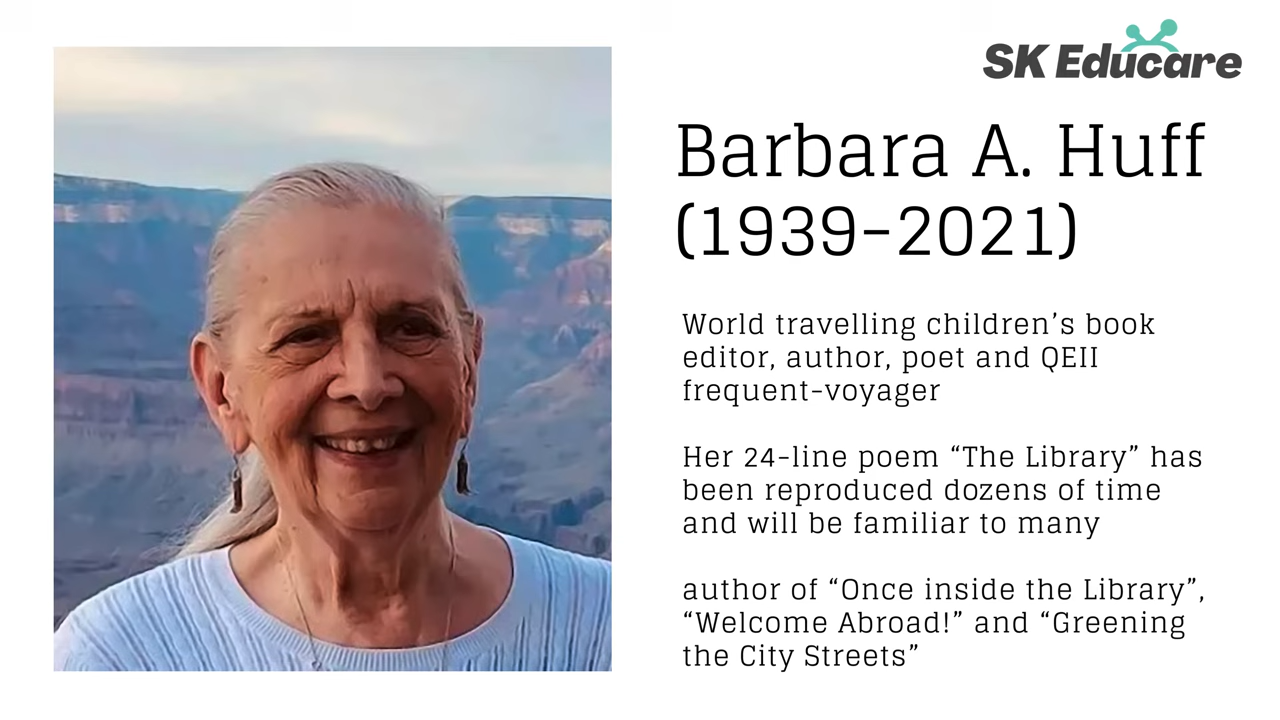 SK Educare
Barbara A. Huff
(1939–2021)
World travelling children’s book
editor, author, poet and QEII
frequent-voyager
Her 24-line poem “The Library” has
been reproduced dozens of time
and will be familiar to many
author of “Once inside the Library”,
“Welcome Abroad!” and “Greening
the City Streets”